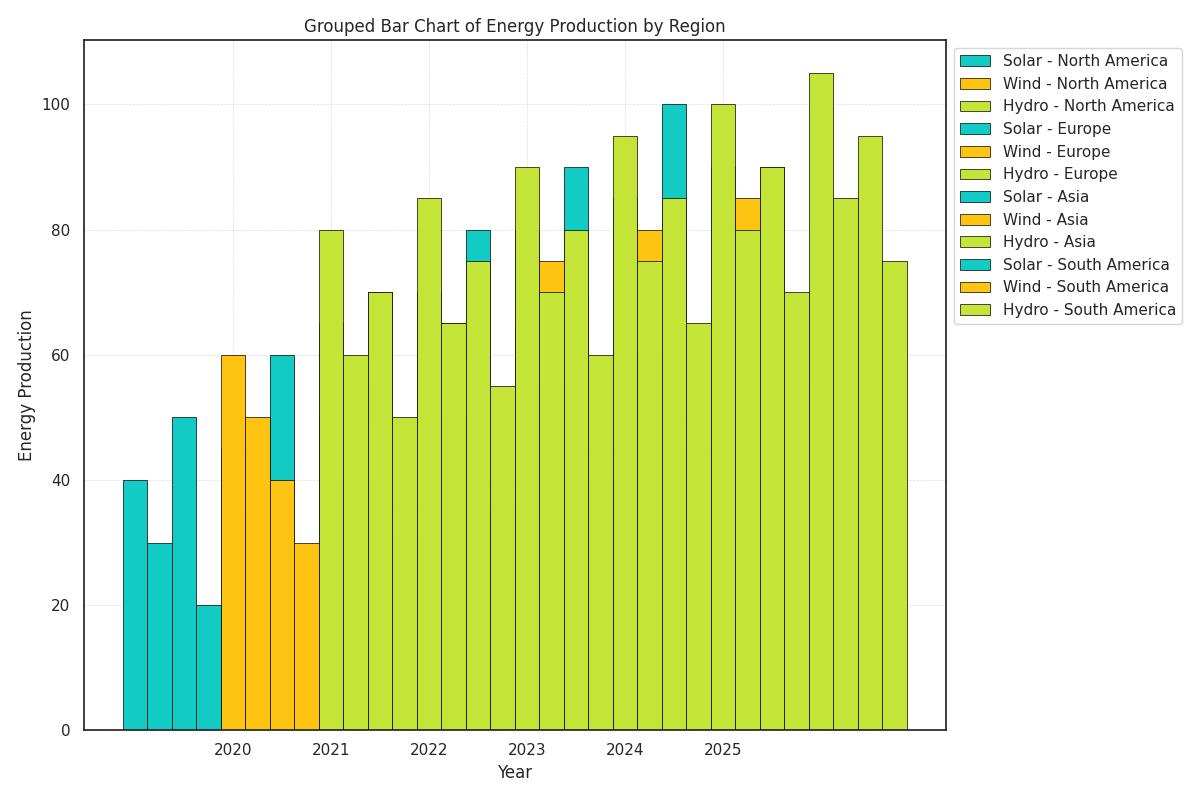 Grouped Bar Chart of Energy Production by Region
Energy Production
100
80
60
40
20
0
2020 2021 2022 2023 2024 2025
Year
Solar - North America
Wind - North America
Hydro - North America
Solar - Europe
Wind - Europe
Hydro - Europe
Solar - Asia
Wind - Asia
Hydro - Asia
Solar - South America
Wind - South America
Hydro - South America